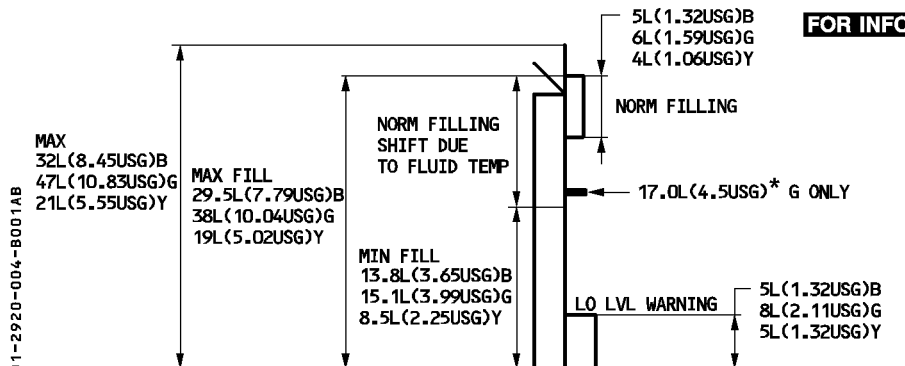 5L(1.32USG)B
6L(1.59USG)G
4L(1.06USG)Y
FOR INFO
NORM FILLING
NORM FILLING
SHIFT DUE
TO FLUID TEMP
MAX
32L(8.45USG)B
47L(10.83USG)G
21L(5.55USG)Y
MAX FILL
29.5L(7.79USG)B
38L(10.04USG)G
19L(5.02USG)Y
17.0L(4.5USG)* G ONLY
MIN FILL
13.8L(3.65USG)B
15.1L(3.99USG)G
8.5L(2.25USG)Y
LO LVL WARNING
5L(1.32USG)B
8L(2.11USG)G
5L(1.32USG)Y
1-2920-004-B001AB